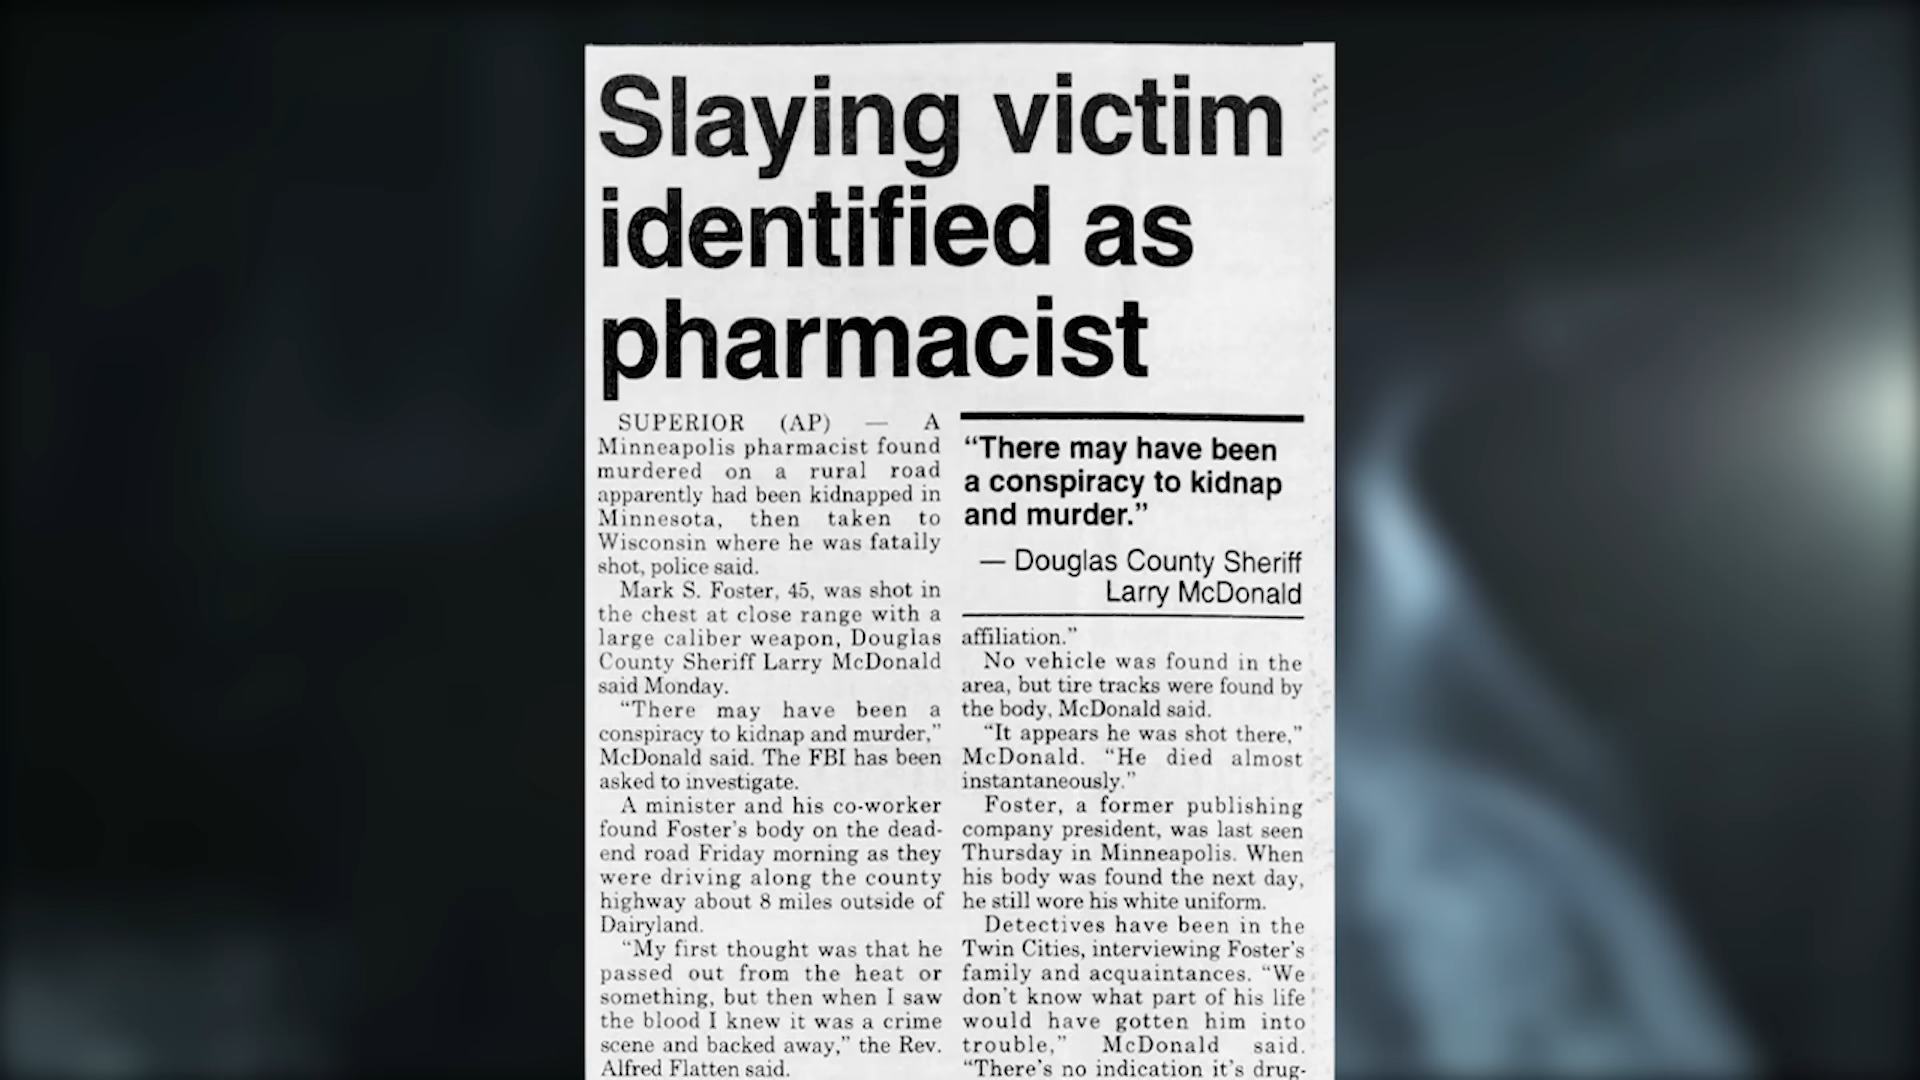 Slaying victim
identified as
pharmacist
SUPERIOR (AP) — A
Minneapolis pharmacist found
murdered on a rural road
apparently had been kidnapped in
Minnesota, then taken to
Wisconsin where he was fatally
shot, police said.
Mark S. Foster, 45, was shot in
the chest at close range with a
large caliber weapon, Douglas
County Sheriff Larry McDonald
said Monday.
“There may have been a
conspiracy to kidnap and murder,”
McDonald said. The FBI has been
asked to investigate.
A minister and his co-worker
found Foster's body on the dead-
end road Friday morning as they
were driving along the county
highway about 8 miles outside of
Dairyland.
“My first thought was that he
passed out from the heat or
something, but then when I saw
the blood I knew it was a crime
scene and backed away,” the Rev.
Alfred Flatten said.
“There may have been
a conspiracy to kidnap
and murder.”
— Douglas County Sheriff
Larry McDonald
affiliation.”
No vehicle was found in the
area, but tire tracks were found by
the body, McDonald said.
“It appears he was shot there,”
McDonald. “He died almost
instantaneously.”
Foster, a former publishing
company president, was last seen
Thursday in Minneapolis. When
his body was found the next day,
he still wore his white uniform.
Detectives have been in the
Twin Cities, interviewing Foster's
family and acquaintances. “We
don't know what part of his life
would have gotten him into
trouble,” McDonald said.
“There's no indication it's drug-